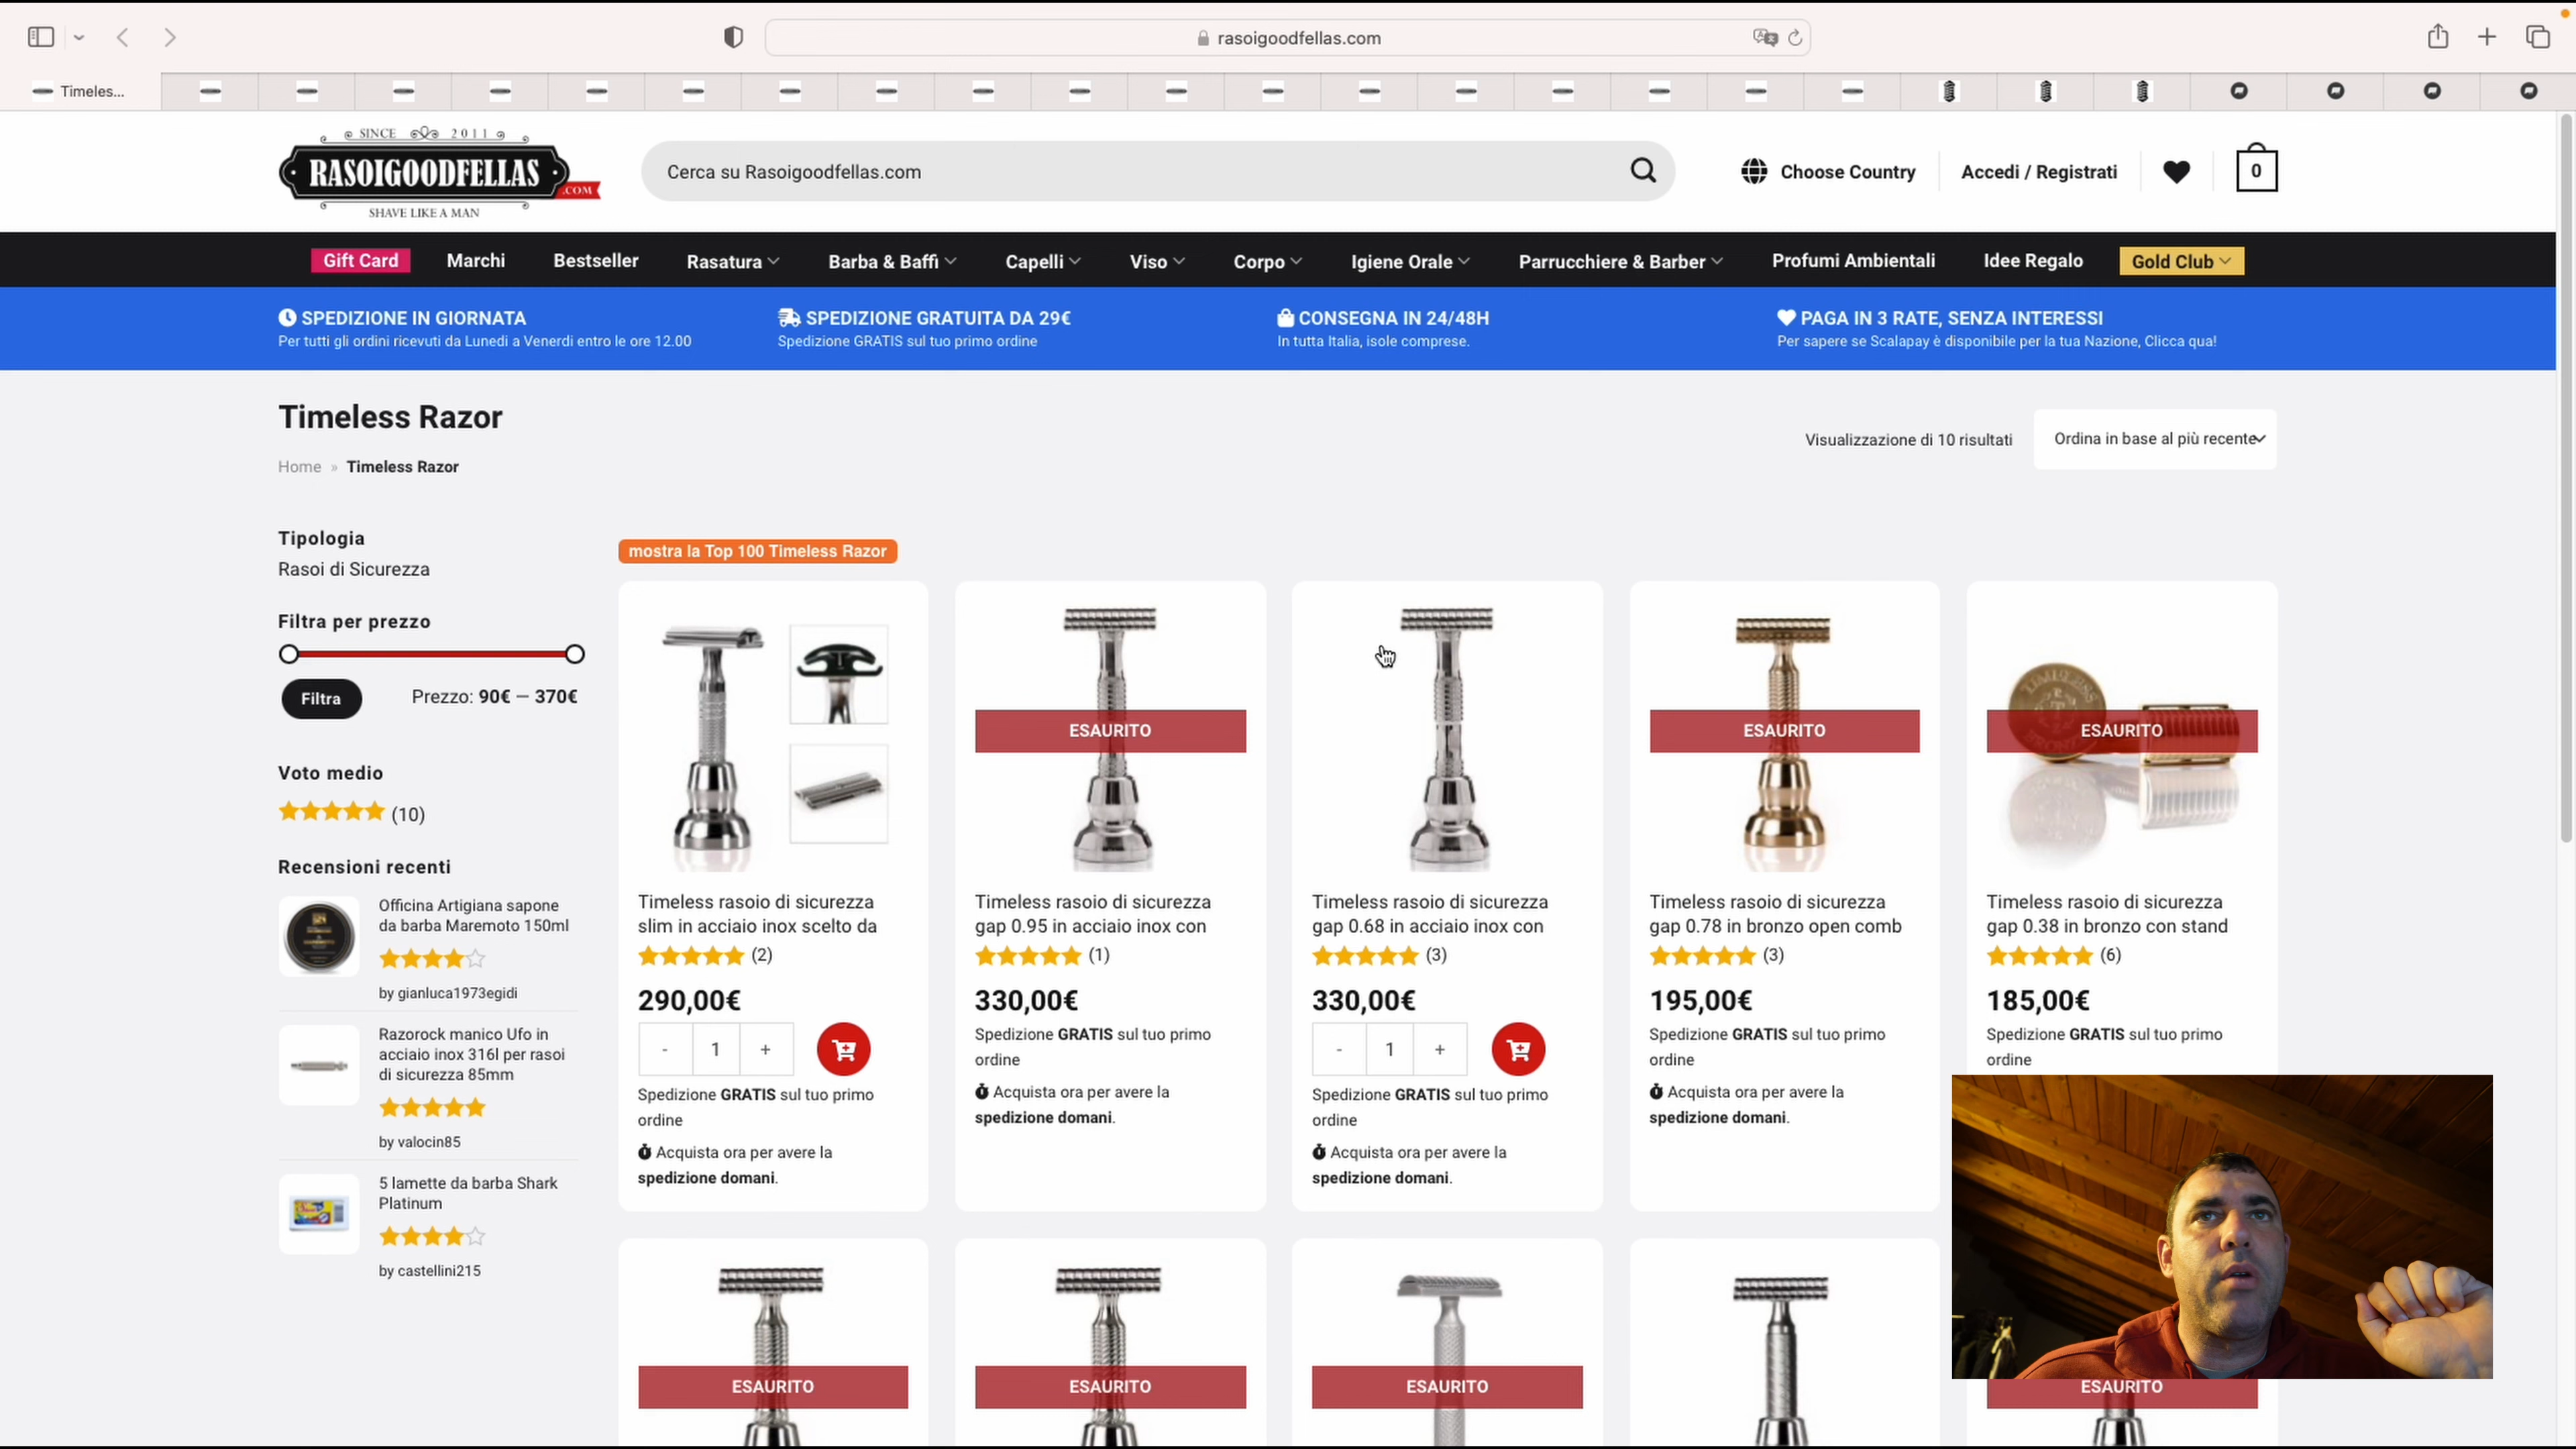 rasoigoodfellas.com
Timeles...
SINCE 2011
RASOIGOODFELLAS
.COM
SHAVE LIKE A MAN
Cerca su Rasoigoodfellas.com
Choose Country
Accedi / Registrati
0
Gift Card
Marchi
Bestseller
Rasatura
Barba & Baffi
Capelli
Viso
Corpo
Igiene Orale
Parrucchiere & Barber
Profumi Ambientali
Idee Regalo
Gold Club
SPEDIZIONE IN GIORNATA
Per tutti gli ordini ricevuti da Lunedi a Venerdi entro le ore 12.00
SPEDIZIONE GRATUITA DA 29€
Spedizione GRATIS sul tuo primo ordine
CONSEGNA IN 24/48H
In tutta Italia, isole comprese.
PAGA IN 3 RATE, SENZA INTERESSI
Per sapere se Scalapay è disponibile per la tua Nazione, Clicca qua!
Timeless Razor
Home » Timeless Razor
Visualizzazione di 10 risultati
Ordina in base al più recente
Tipologia
Rasoi di Sicurezza
Filtra per prezzo
Filtra
Prezzo: 90€ — 370€
Voto medio
(10)
Recensioni recenti
Officina Artigiana sapone
da barba Maremoto 150ml
by gianluca1973egidi
Razorock manico Ufo in
acciaio inox 316l per rasoi
di sicurezza 85mm
by valocin85
5 lamette da barba Shark
Platinum
by castellini215
mostra la Top 100 Timeless Razor
Timeless rasoio di sicurezza
slim in acciaio inox scelto da
(2)
290,00€
- 1 +
Spedizione GRATIS sul tuo primo
ordine
Acquista ora per avere la
spedizione domani.
ESAURITO
Timeless rasoio di sicurezza
gap 0.95 in acciaio inox con
(1)
330,00€
Spedizione GRATIS sul tuo primo
ordine
Acquista ora per avere la
spedizione domani.
Timeless rasoio di sicurezza
gap 0.68 in acciaio inox con
(3)
330,00€
- 1 +
Spedizione GRATIS sul tuo primo
ordine
Acquista ora per avere la
spedizione domani.
ESAURITO
Timeless rasoio di sicurezza
gap 0.78 in bronzo open comb
(3)
195,00€
Spedizione GRATIS sul tuo primo
ordine
Acquista ora per avere la
spedizione domani.
TIMELESS
ESAURITO
Timeless rasoio di sicurezza
gap 0.38 in bronzo con stand
(6)
185,00€
Spedizione GRATIS sul tuo primo
ordine
ESAURITO
ESAURITO
ESAURITO
ESAURITO